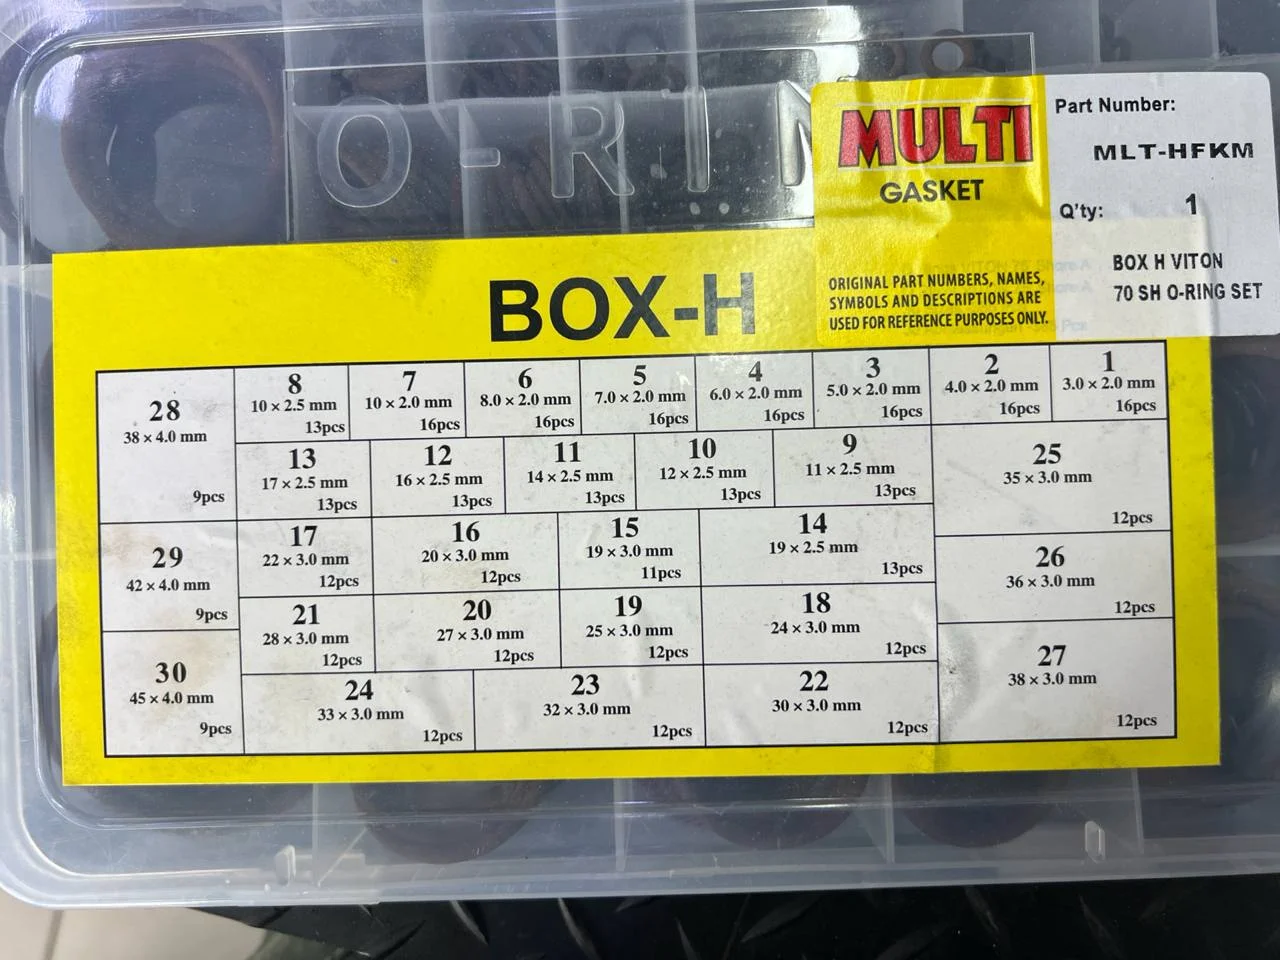 O-RIN
MULTI
GASKET
ORIGINAL PART NUMBERS, NAMES,
SYMBOLS AND DESCRIPTIONS ARE
USED FOR REFERENCE PURPOSES ONLY.
Part Number:
MLT-HFKM
Q'ty: 1
BOX H VITON
70 SH O-RING SET
BOX-H
28
38 × 4.0 mm
9pcs
8
10 × 2.5 mm
13pcs
7
10 × 2.0 mm
16pcs
6
8.0 × 2.0 mm
16pcs
5
7.0 × 2.0 mm
16pcs
4
6.0 × 2.0 mm
16pcs
3
5.0 × 2.0 mm
16pcs
2
4.0 × 2.0 mm
16pcs
1
3.0 × 2.0 mm
16pcs
13
17 × 2.5 mm
13pcs
12
16 × 2.5 mm
13pcs
11
14 × 2.5 mm
13pcs
10
12 × 2.5 mm
13pcs
9
11 × 2.5 mm
13pcs
25
35 × 3.0 mm
12pcs
29
42 × 4.0 mm
9pcs
17
22 × 3.0 mm
12pcs
16
20 × 3.0 mm
12pcs
15
19 × 3.0 mm
11pcs
14
19 × 2.5 mm
13pcs
26
36 × 3.0 mm
12pcs
21
28 × 3.0 mm
12pcs
20
27 × 3.0 mm
12pcs
19
25 × 3.0 mm
12pcs
18
24 × 3.0 mm
12pcs
30
45 × 4.0 mm
9pcs
24
33 × 3.0 mm
12pcs
23
32 × 3.0 mm
12pcs
22
30 × 3.0 mm
12pcs
27
38 × 3.0 mm
12pcs